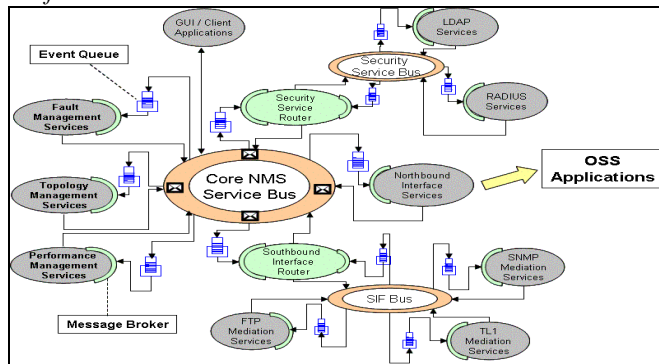 GUI / Client
Applications
LDAP
Services
Event Queue
Security
Service Bus
Fault
Management
Services
Security
Service
Router
RADIUS
Services
Core NMS
Service Bus
OSS
Applications
Topology
Management
Services
Northbound
Interface
Services
Performance
Management
Services
Southbound
Interface
Router
SNMP
Mediation
Services
SIF Bus
Message Broker
FTP
Mediation
Services
TL1
Mediation
Services